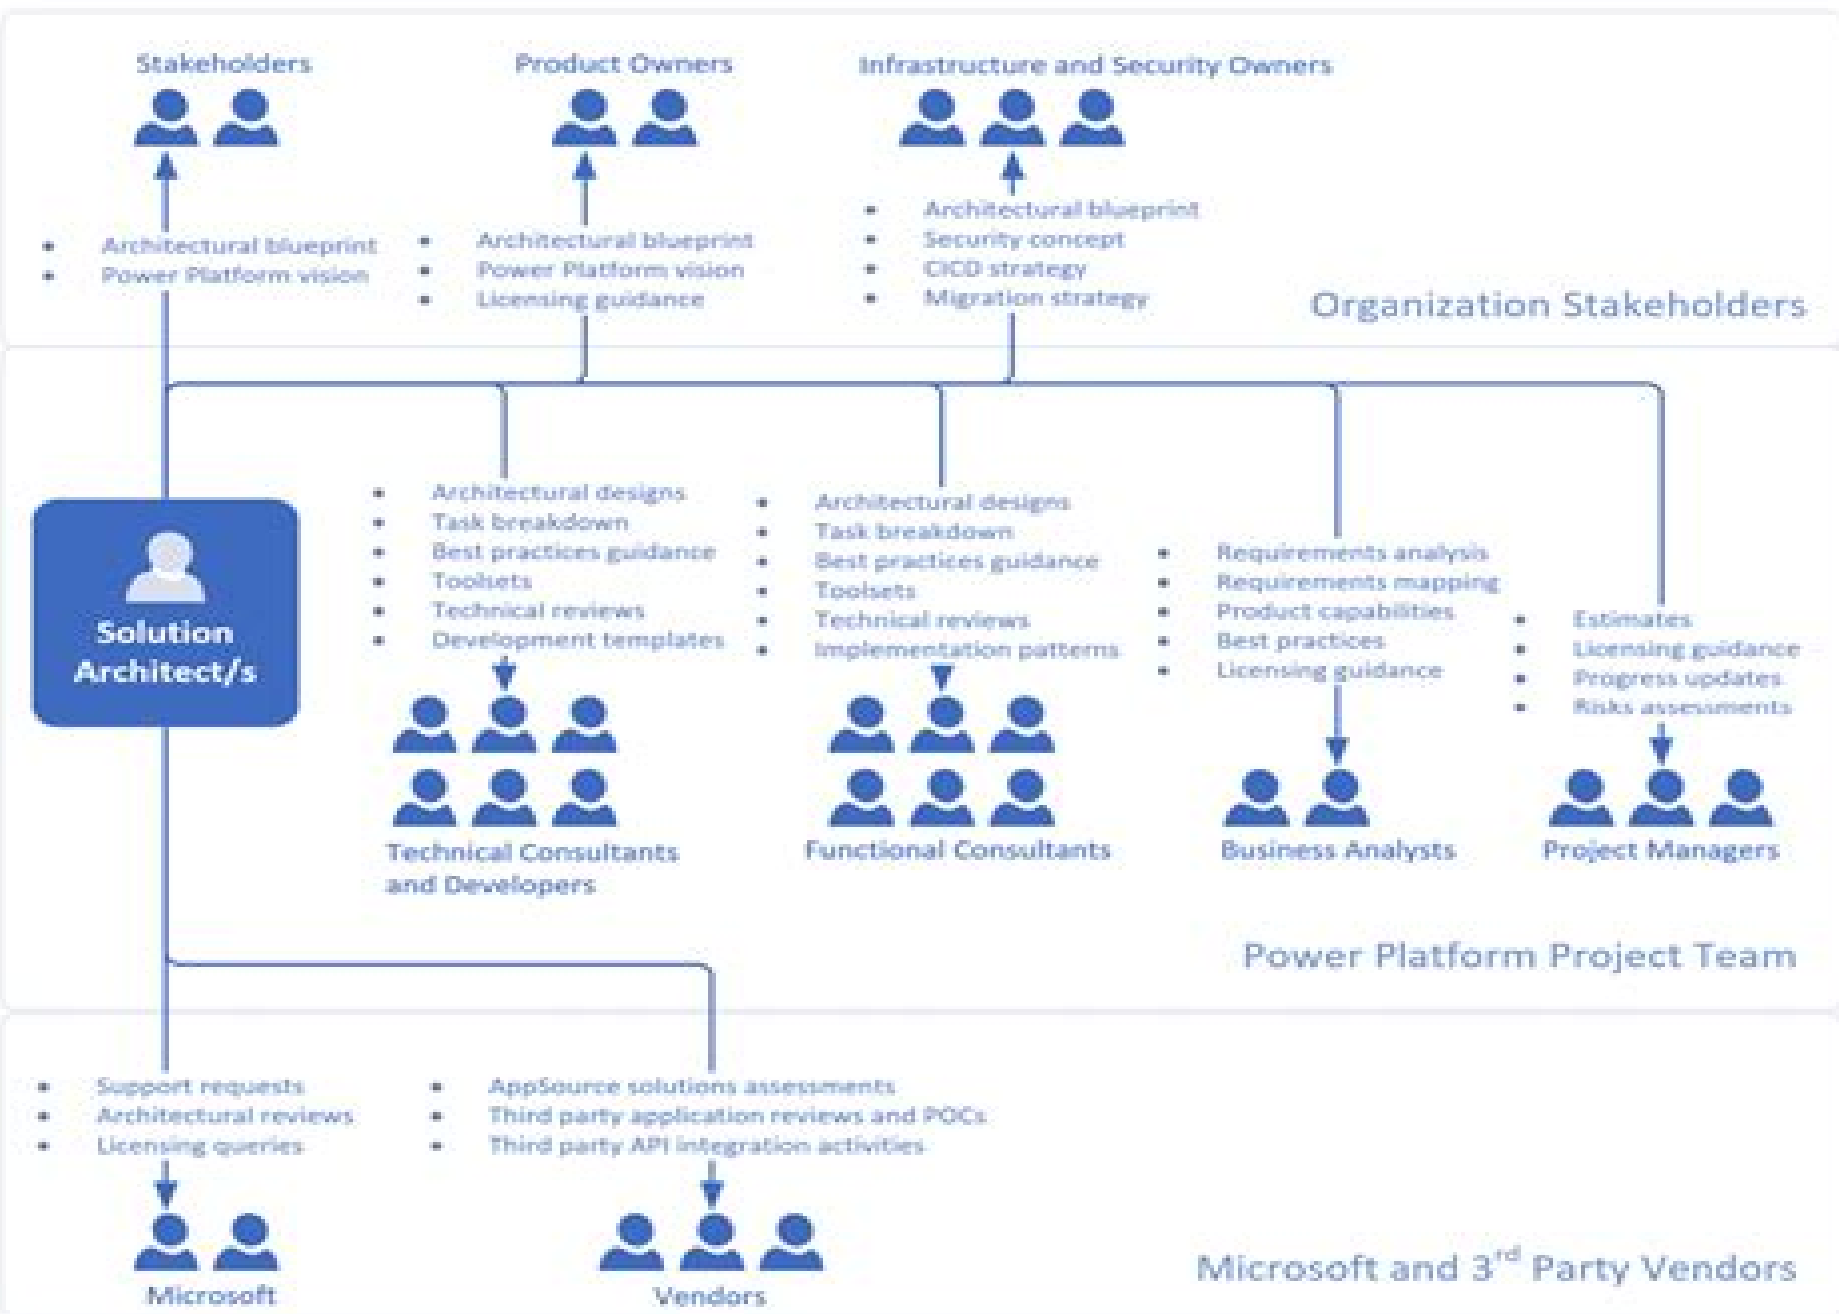 Stakeholders
Product Owners
Infrastructure and Security Owners
• Architectural blueprint
• Power Platform vision
• Architectural blueprint
• Power Platform vision
• Licensing guidance
• Architectural blueprint
• Security concept
• CICD strategy
• Migration strategy
Organization Stakeholders
Solution
Architect/s
• Architectural designs
• Task breakdown
• Best practices guidance
• Toolsets
• Technical reviews
• Development templates
Technical Consultants
and Developers
• Architectural designs
• Task breakdown
• Best practices guidance
• Toolsets
• Technical reviews
• Implementation patterns
Functional Consultants
• Requirements analysis
• Requirements mapping
• Product capabilities
• Best practices
• Licensing guidance
Business Analysts
• Estimates
• Licensing guidance
• Progress updates
• Risks assessments
Project Managers
Power Platform Project Team
• Support requests
• Architectural reviews
• Licensing queries
Microsoft
• AppSource solutions assessments
• Third party application reviews and POCs
• Third party API integration activities
Vendors
Microsoft and 3rd Party Vendors